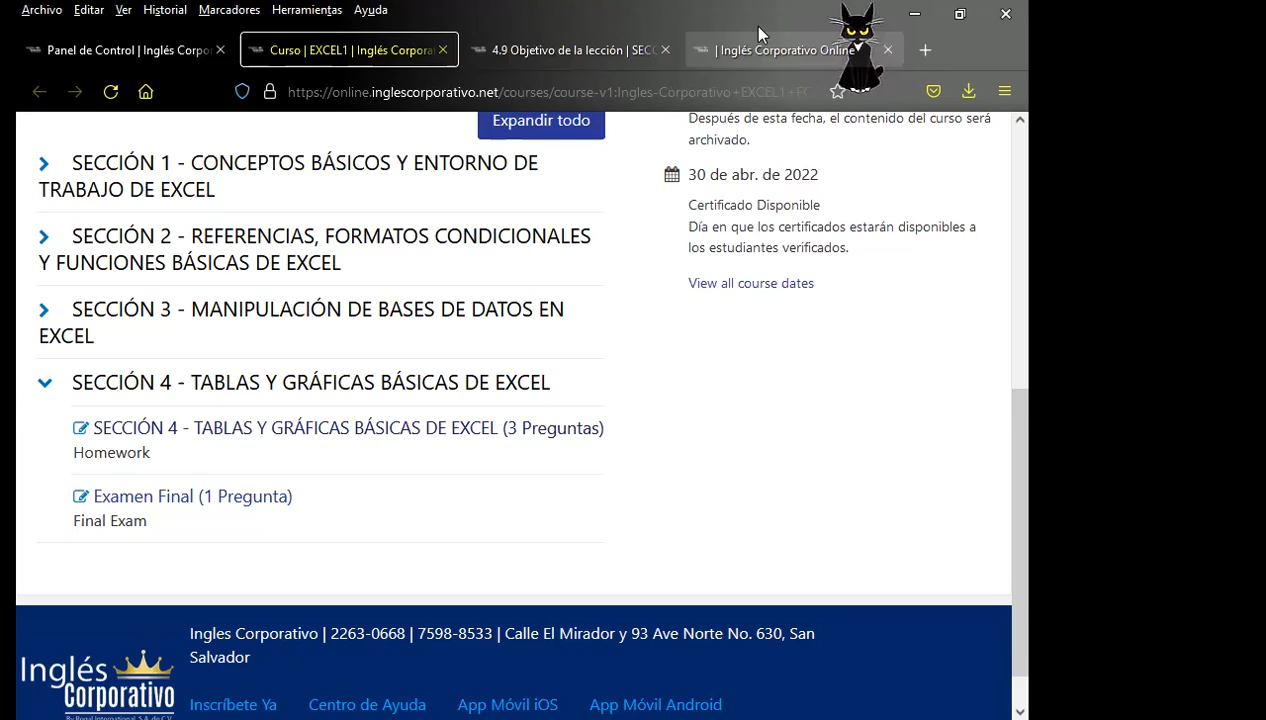 Archivo Editar Ver Historial Marcadores Herramientas Ayuda
Panel de Control | Inglés Corpor
Curso | EXCEL1 | Inglés Corpora
4.9 Objetivo de la lección | SEC
| Inglés Corporativo Online
https://online.inglescorporativo.net/courses/course-v1:Ingles-Corporativo+EXCEL1+FC
Expandir todo
SECCIÓN 1 - CONCEPTOS BÁSICOS Y ENTORNO DE
TRABAJO DE EXCEL
SECCIÓN 2 - REFERENCIAS, FORMATOS CONDICIONALES
Y FUNCIONES BÁSICAS DE EXCEL
SECCIÓN 3 - MANIPULACIÓN DE BASES DE DATOS EN
EXCEL
SECCIÓN 4 - TABLAS Y GRÁFICAS BÁSICAS DE EXCEL
SECCIÓN 4 - TABLAS Y GRÁFICAS BÁSICAS DE EXCEL (3 Preguntas)
Homework
Examen Final (1 Pregunta)
Final Exam
Después de esta fecha, el contenido del curso será
archivado.
30 de abr. de 2022
Certificado Disponible
Día en que los certificados estarán disponibles a
los estudiantes verificados.
View all course dates
Inglés
Corporativo
By Regal International, S.A. de C.V.
Ingles Corporativo | 2263-0668 | 7598-8533 | Calle El Mirador y 93 Ave Norte No. 630, San
Salvador
Inscríbete Ya Centro de Ayuda App Móvil iOS App Móvil Android